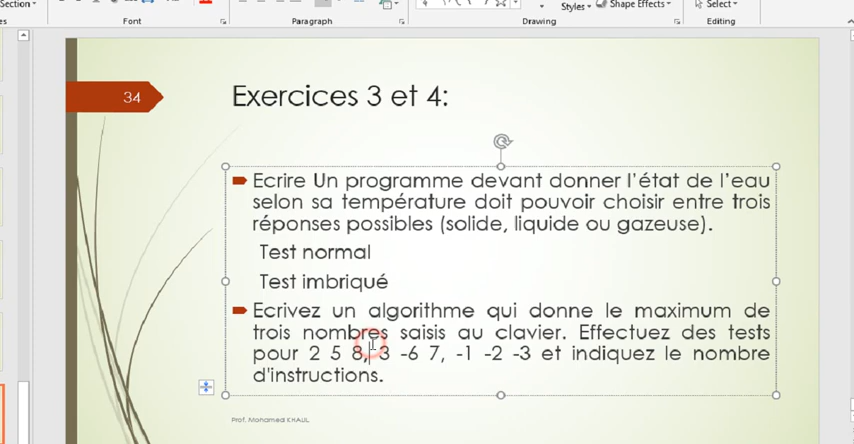 Section
Font
Paragraph
Styles
Shape Effects
Drawing
Select
Editing
34
Exercices 3 et 4:
Ecrire Un programme devant donner l'état de l'eau
selon sa température doit pouvoir choisir entre trois
réponses possibles (solide, liquide ou gazeuse).
Test normal
Test imbriqué
Ecrivez un algorithme qui donne le maximum de
trois nombres saisis au clavier. Effectuez des tests
pour 2 5 8, 3 -6 7, -1 -2 -3 et indiquez le nombre
d'instructions.
Prof. Mohamed KHALIL